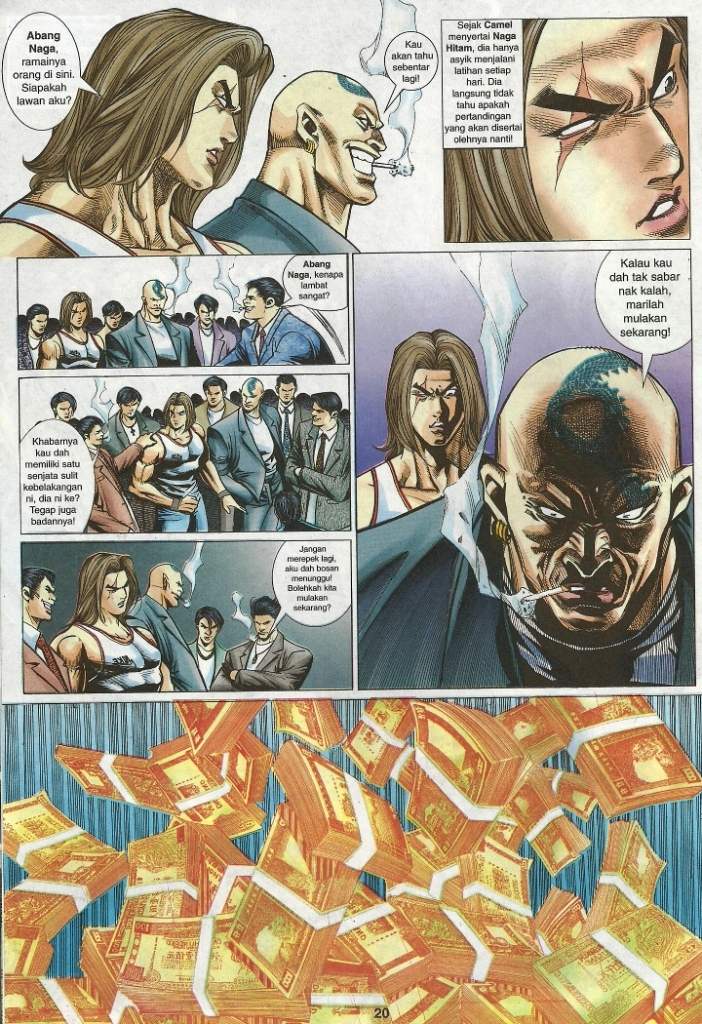 Abang
Naga,
ramainya
orang di sini.
Siapakah
lawan aku?
Kau
akan tahu
sebentar
lagi!
Sejak Camel
menyertai Naga
Hitam, dia hanya
asyik menjalani
latihan setiap
hari. Dia
langsung tidak
tahu apakah
pertandingan
yang akan disertai
olehnya nanti!
Abang
Naga, kenapa
lambat
sangat?
Khabarnya
kau dah
memiliki satu
senjata sulit
kebelakangan
ni, dia ni ke?
Tegap juga
badannya!
Jangan
merepek lagi,
aku dah bosan
menunggu!
Bolehkah kita
mulakan
sekarang?
Kalau kau
dah tak sabar
nak kalah,
marilah
mulakan
sekarang!
20